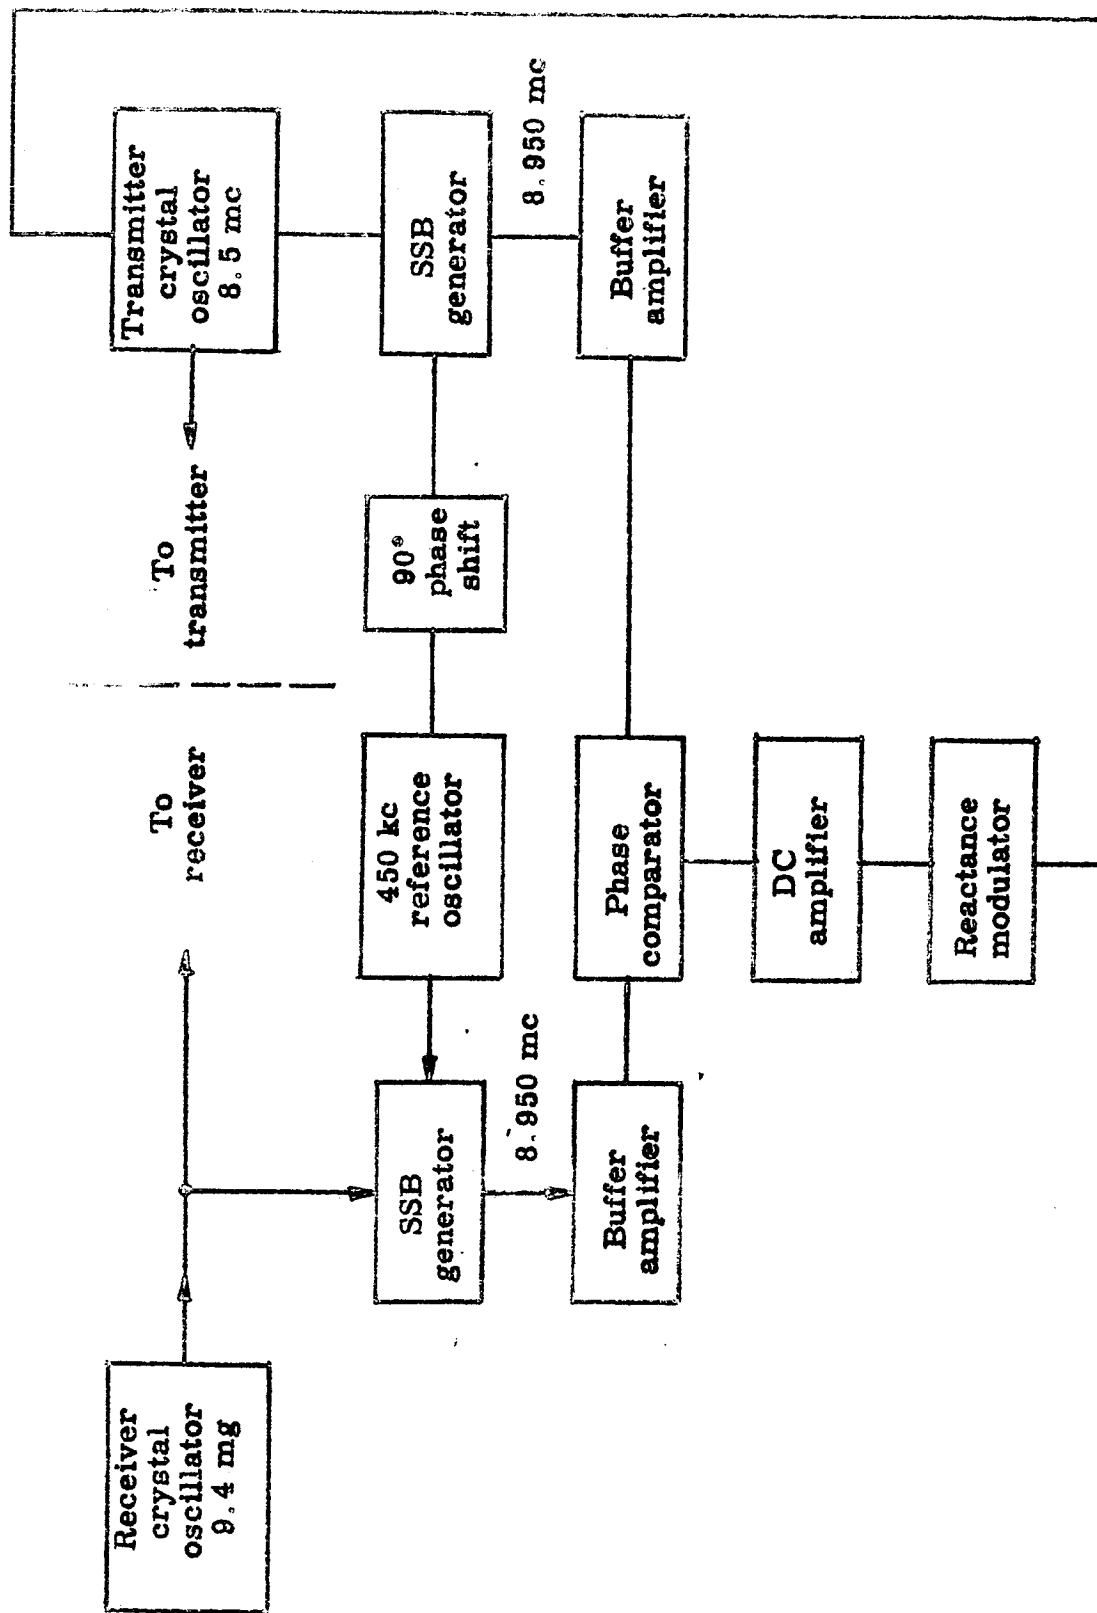 Receiver
crystal
oscillator
9.4 mg
To
receiver
To
transmitter
Transmitter
crystal
oscillator
8.5 mc
SSB
generator
450 kc
reference
oscillator
90°
phase
shift
SSB
generator
8.950 mc
8.950 mc
Buffer
amplifier
Phase
comparator
Buffer
amplifier
DC
amplifier
Reactance
modulator